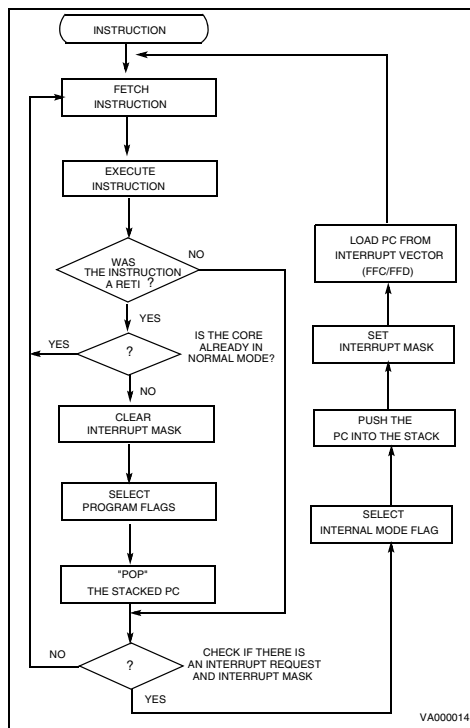 INSTRUCTION
FETCH
INSTRUCTION
EXECUTE
INSTRUCTION
WAS
THE INSTRUCTION
A RETI ?
NO
YES
YES
?
IS THE CORE
ALREADY IN
NORMAL MODE?
NO
CLEAR
INTERRUPT MASK
SELECT
PROGRAM FLAGS
"POP"
THE STACKED PC
NO
?
CHECK IF THERE IS
AN INTERRUPT REQUEST
AND INTERRUPT MASK
YES
LOAD PC FROM
INTERRUPT VECTOR
(FFC/FFD)
SET
INTERRUPT MASK
PUSH THE
PC INTO THE STACK
SELECT
INTERNAL MODE FLAG
VA000014